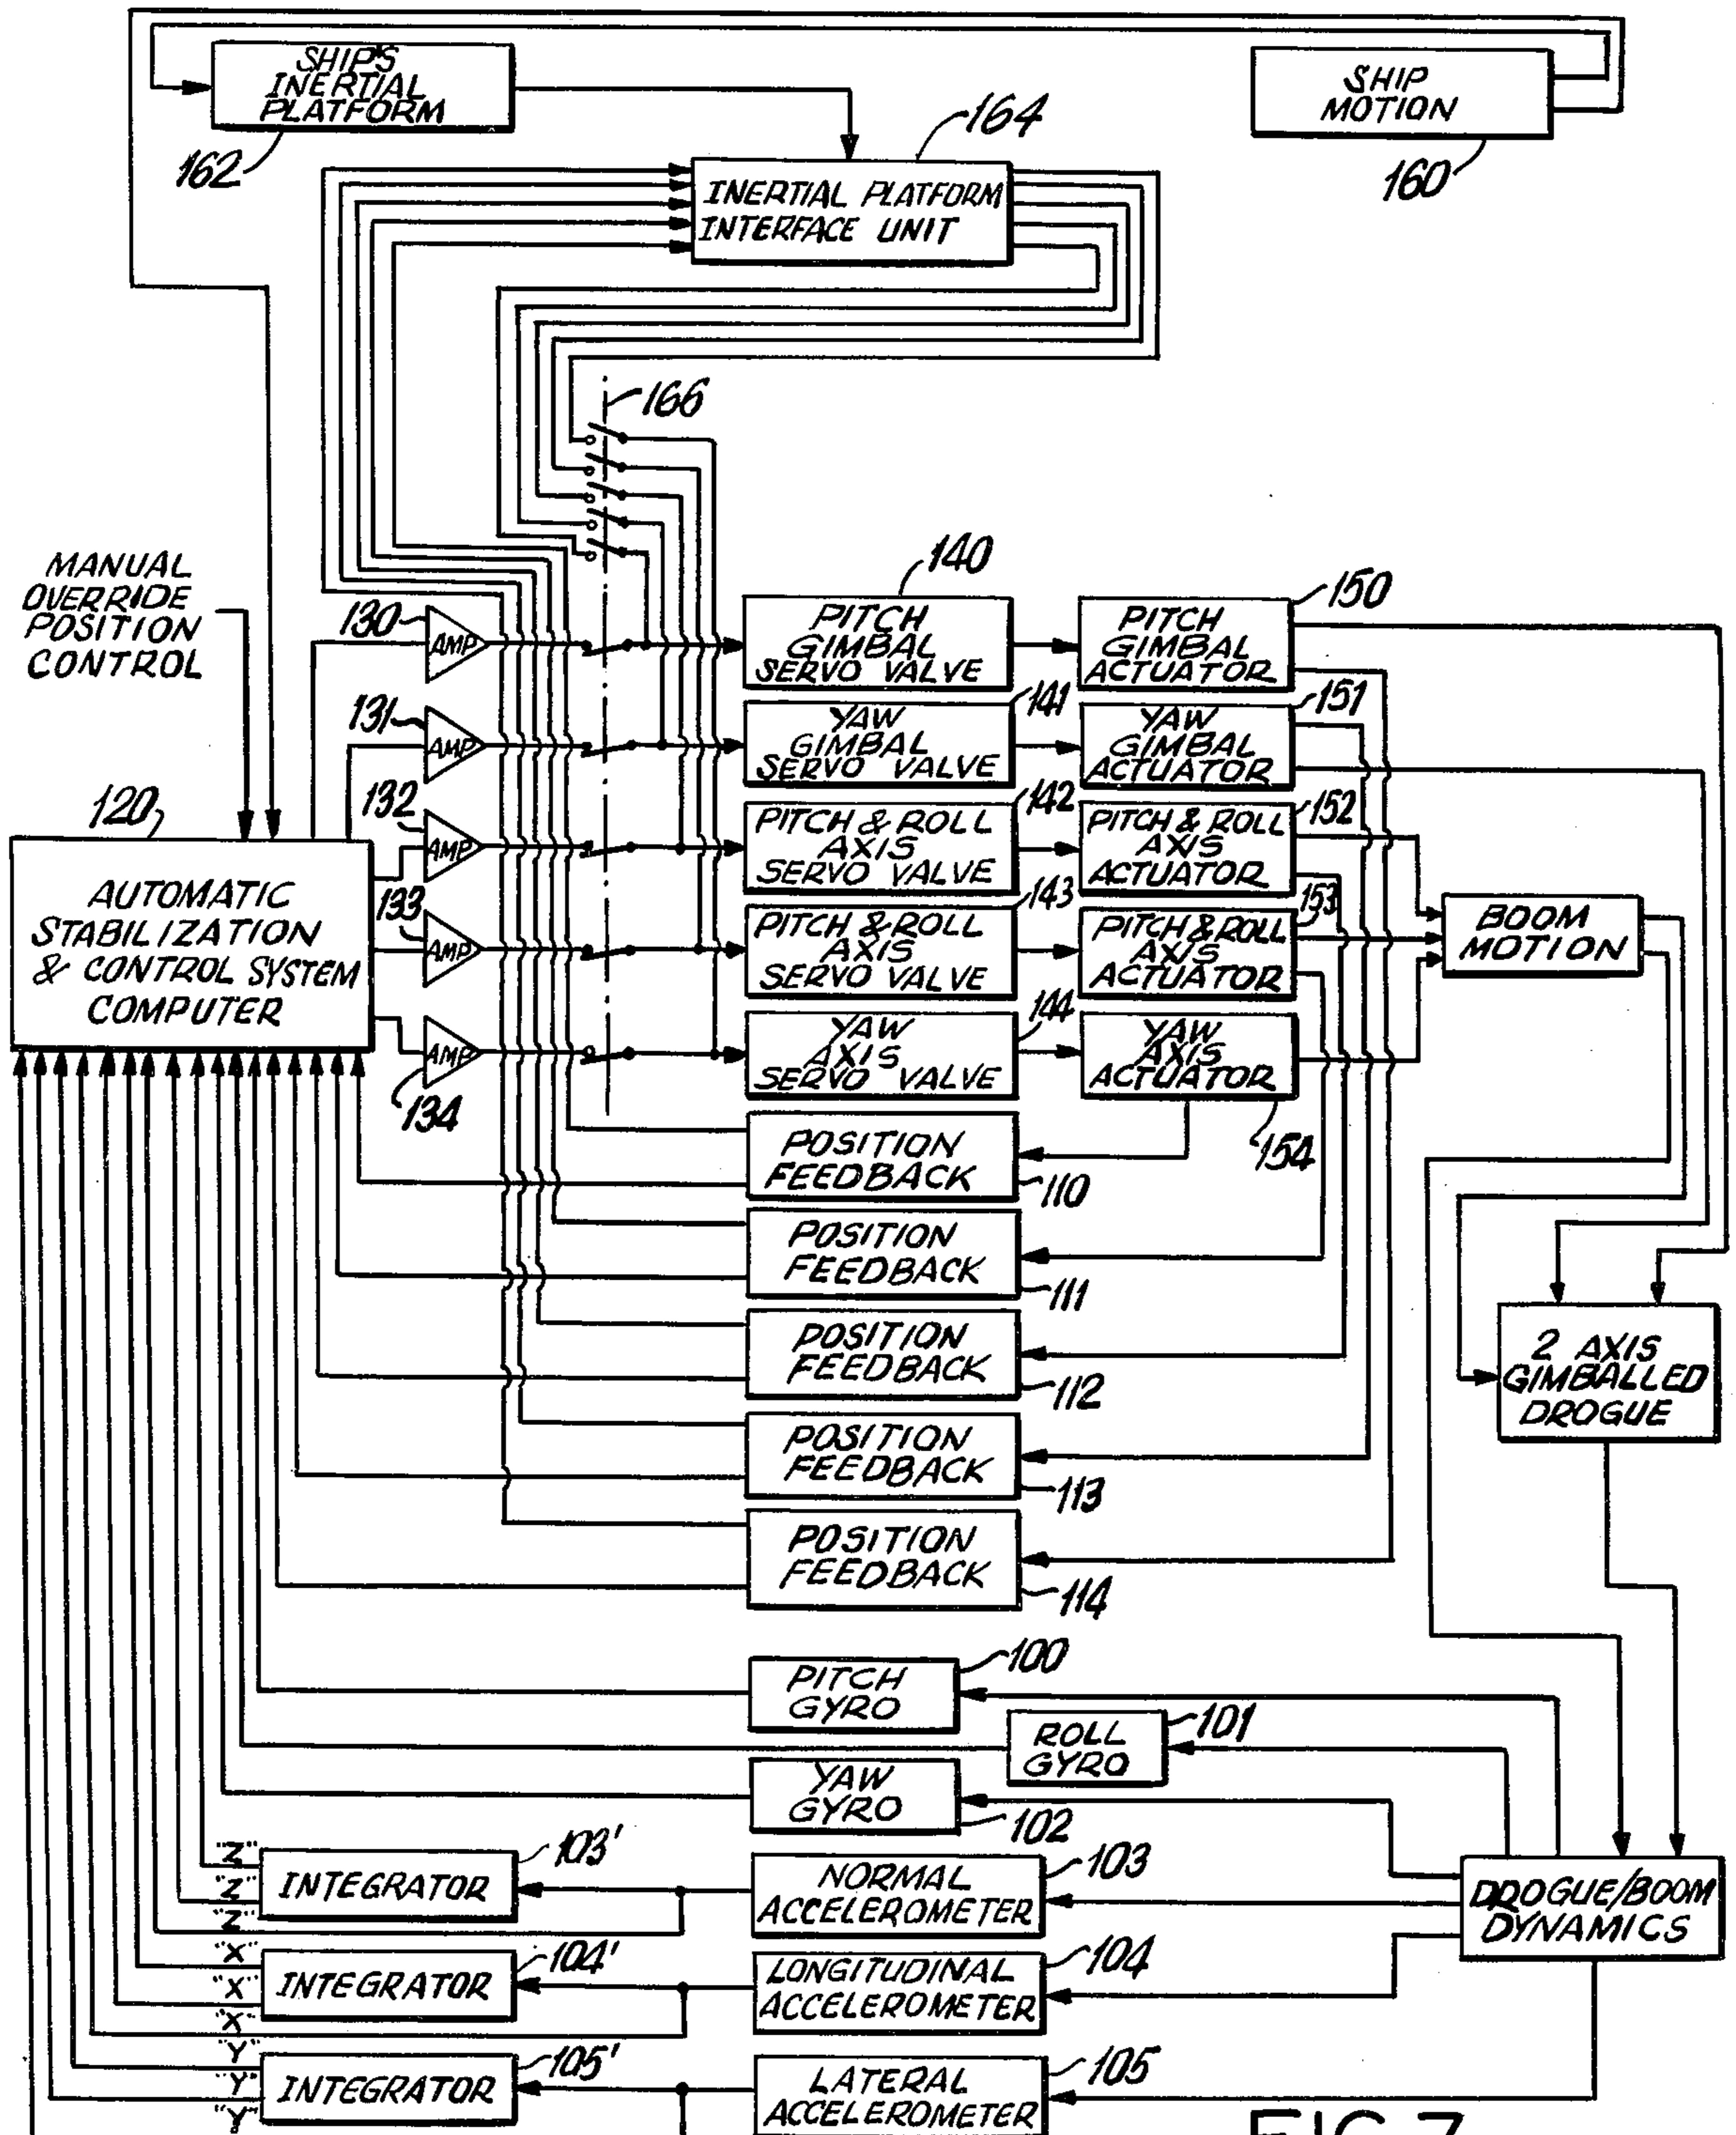 SHIP'S
INERTIAL
PLATFORM
162
SHIP
MOTION
160
164
INERTIAL PLATFORM
INTERFACE UNIT
166
MANUAL
OVERRIDE
POSITION
CONTROL
130
AMP
140
PITCH
GIMBAL
SERVO VALVE
150
PITCH
GIMBAL
ACTUATOR
131
AMP
141
YAW
GIMBAL
SERVO VALVE
151
YAW
GIMBAL
ACTUATOR
120
AUTOMATIC
STABILIZATION
& CONTROL SYSTEM
COMPUTER
132
AMP
142
PITCH & ROLL
AXIS
SERVO VALVE
152
PITCH & ROLL
AXIS
ACTUATOR
133
AMP
143
PITCH & ROLL
AXIS
SERVO VALVE
153
PITCH & ROLL
AXIS
ACTUATOR
BOOM
MOTION
AMP
134
144
YAW
AXIS
SERVO VALVE
YAW
AXIS
ACTUATOR
154
POSITION
FEEDBACK
110
POSITION
FEEDBACK
111
POSITION
FEEDBACK
112
2 AXIS
GIMBALLED
DROGUE
POSITION
FEEDBACK
113
POSITION
FEEDBACK
114
100
PITCH
GYRO
101
ROLL
GYRO
YAW
GYRO
102
"Z"
"Z"
"Z"
103'
INTEGRATOR
103
NORMAL
ACCELEROMETER
DROGUE/BOOM
DYNAMICS
"X"
"X"
"X"
104'
INTEGRATOR
104
LONGITUDINAL
ACCELEROMETER
"Y"
"Y"
"Y"
105'
INTEGRATOR
105
LATERAL
ACCELEROMETER
FIG.7